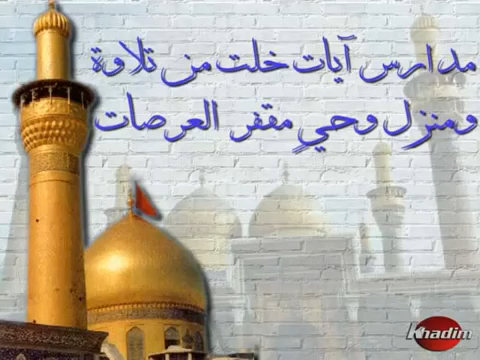 مدارس آيات خلت من تلاوة
ومنزل وحيٍ مقفر العرصات
Khadim